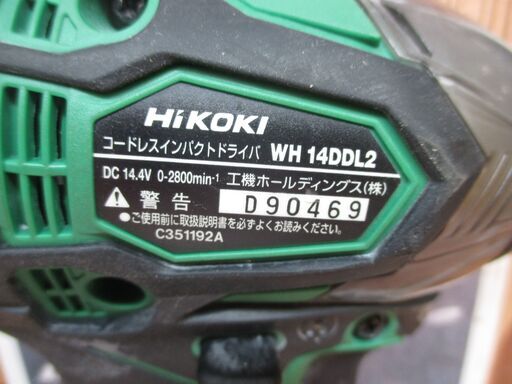 HiKOKI
コードレスインパクトドライバ WH 14DDL2
DC 14.4V 0-2800min-¹ 工機ホールディングス(株)
警告 D90469
●ご使用前に取扱説明書を必ずよくお読みください。
C351192A